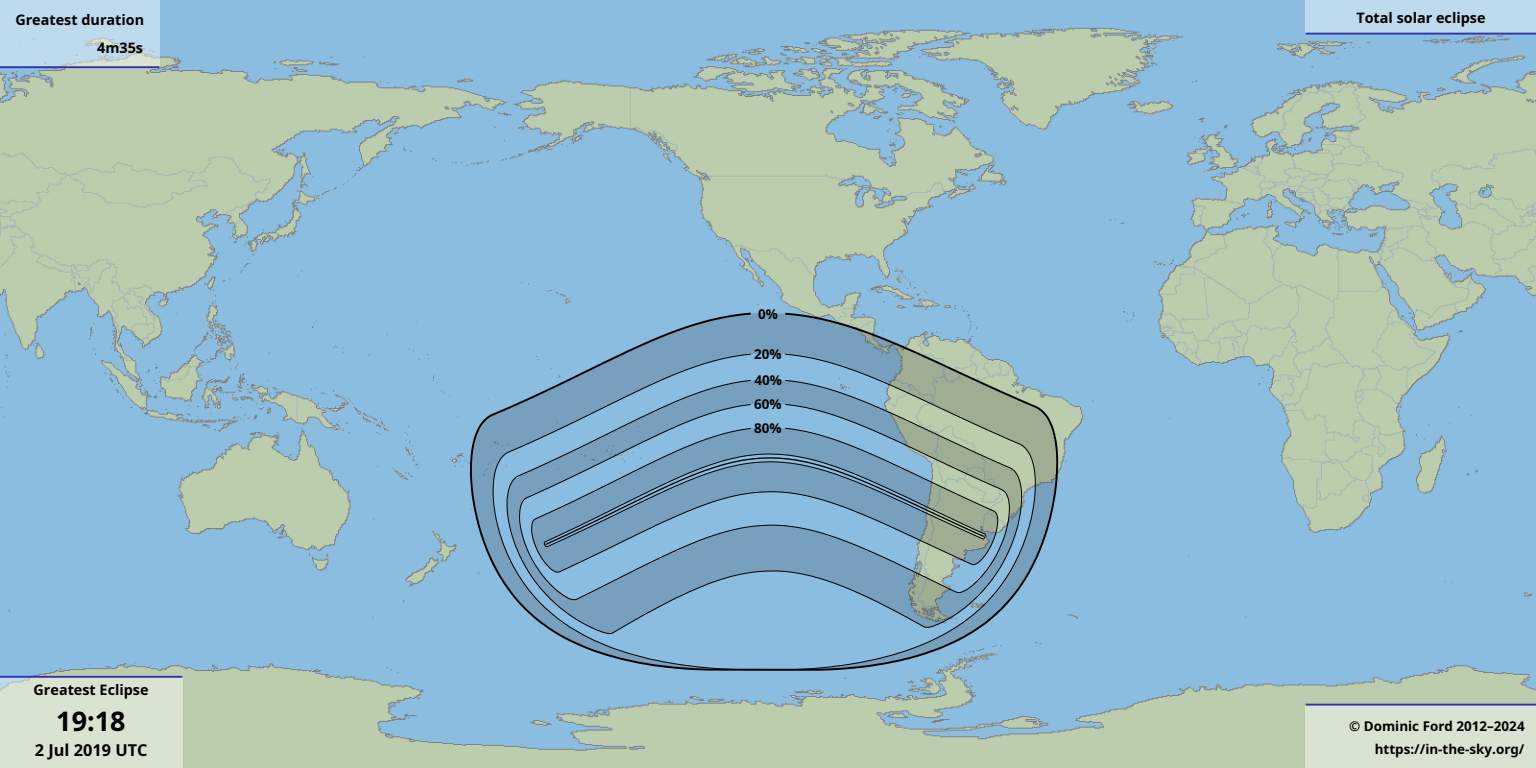 Greatest duration
4m35s
Total solar eclipse
0%
20%
40%
60%
80%
Greatest Eclipse
19:18
2 Jul 2019 UTC
© Dominic Ford 2012–2024
https://in-the-sky.org/